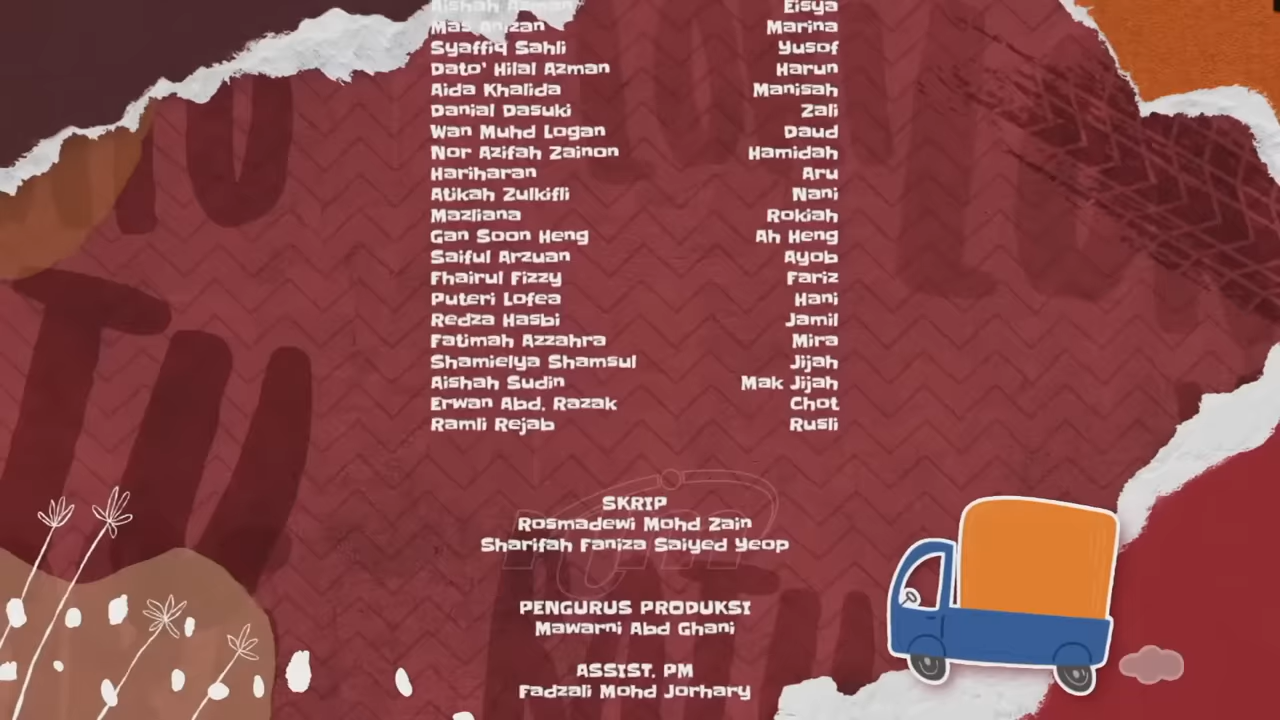 Aishah Azman Eisya
Mas Anizan Marina
Syaffiq Sahli Yusof
Dato' Hilal Azman Harun
Aida Khalida Manisah
Danial Dasuki Zali
Wan Muhd Logan Daud
Nor Azifah Zainon Hamidah
Hariharan Aru
Atikah Zulkifli Nani
Mazliana Rokiah
Gan Soon Heng Ah Heng
Saiful Arzuan Ayob
Fhairul Fizzy Fariz
Puteri Lofea Hani
Redza Hasbi Jamil
Fatimah Azzahra Mira
Shamielya Shamsul Jijah
Aishah Sudin Mak Jijah
Erwan Abd. Razak Chot
Ramli Rejab Rusli
SKRIP
Rosmadewi Mohd Zain
Sharifah Faniza Saiyed Yeop
PENGURUS PRODUKSI
Mawarni Abd Ghani
ASSIST. PM
Fadzali Mohd Jorhary